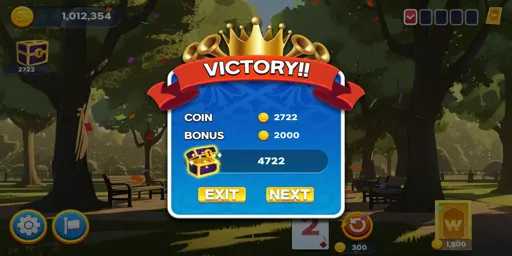 1,012,354
2722
VICTORY!!
COIN 2722
BONUS 2000
4722
EXIT NEXT
2
300
W
1,500